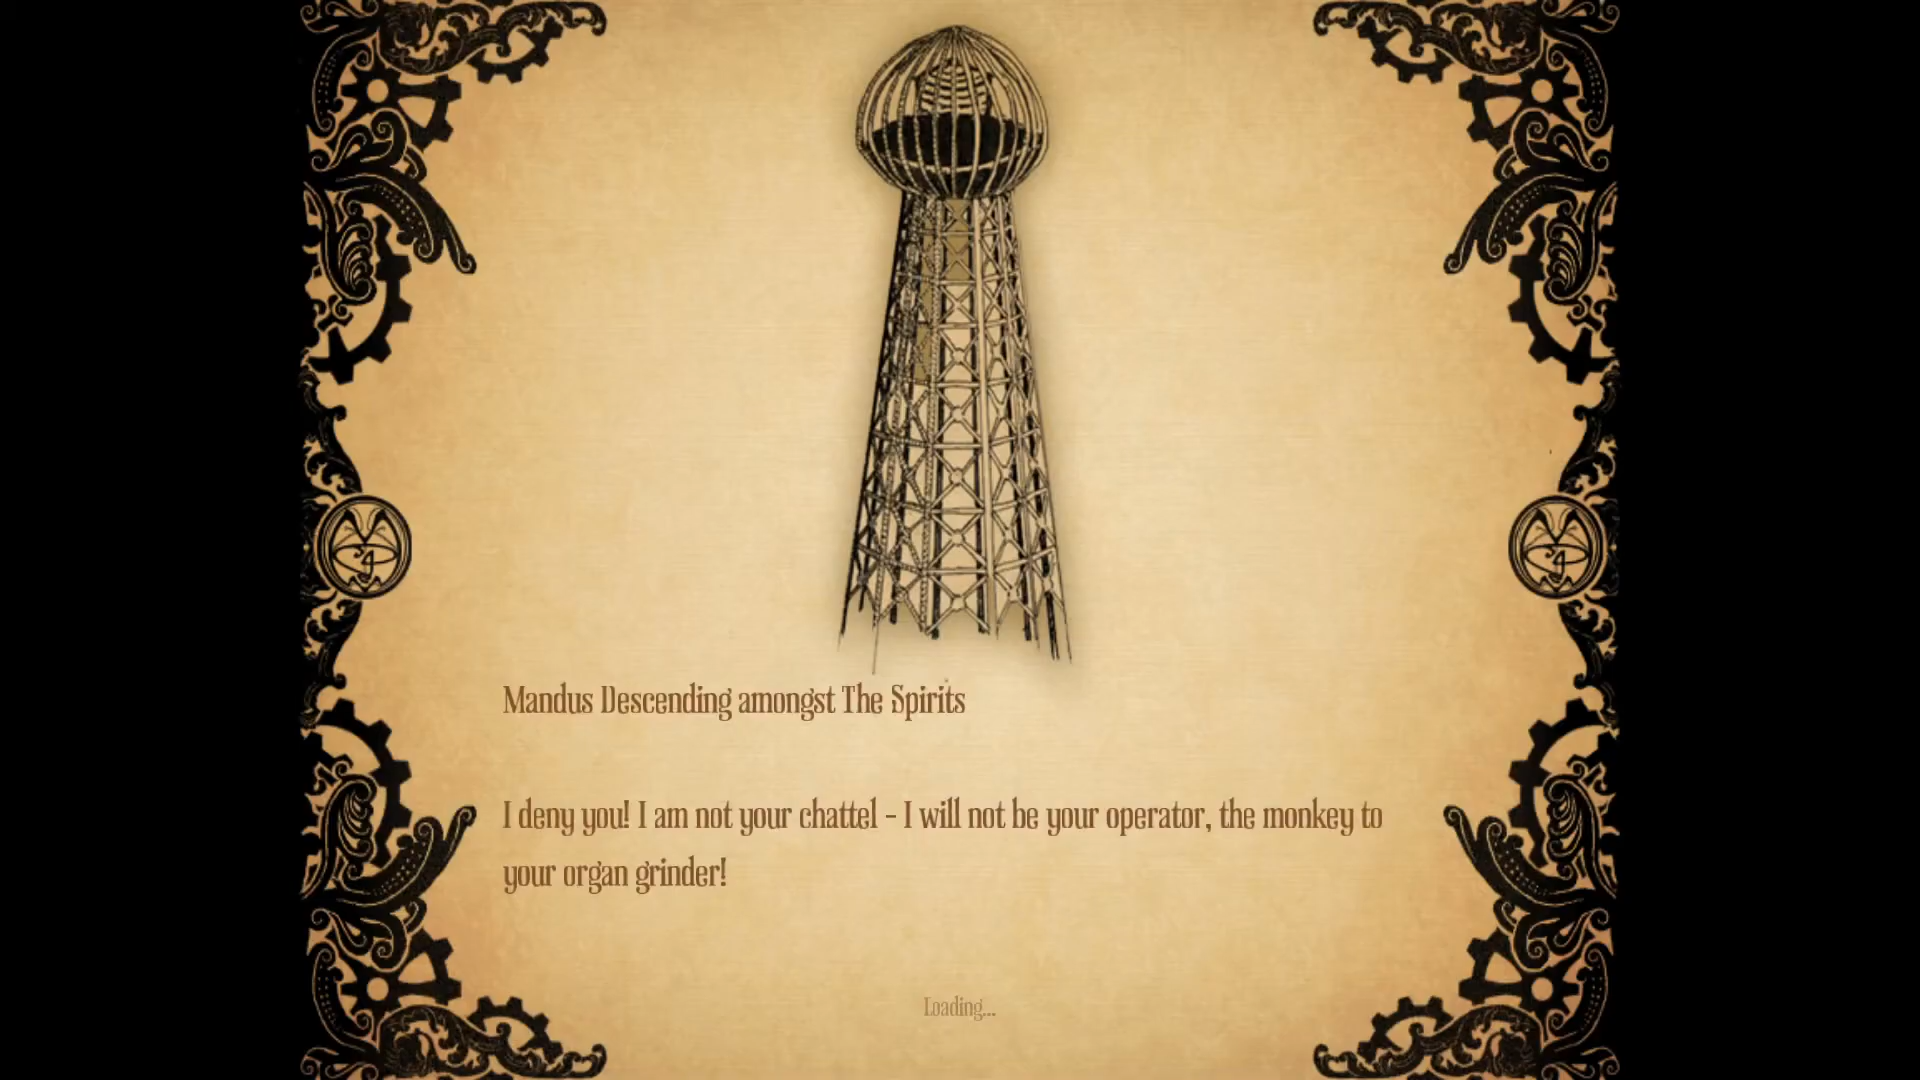 Mandus Descending amongst The Spirits
I deny you! I am not your chattel - I will not be your operator, the monkey to
your organ grinder!
Loading...